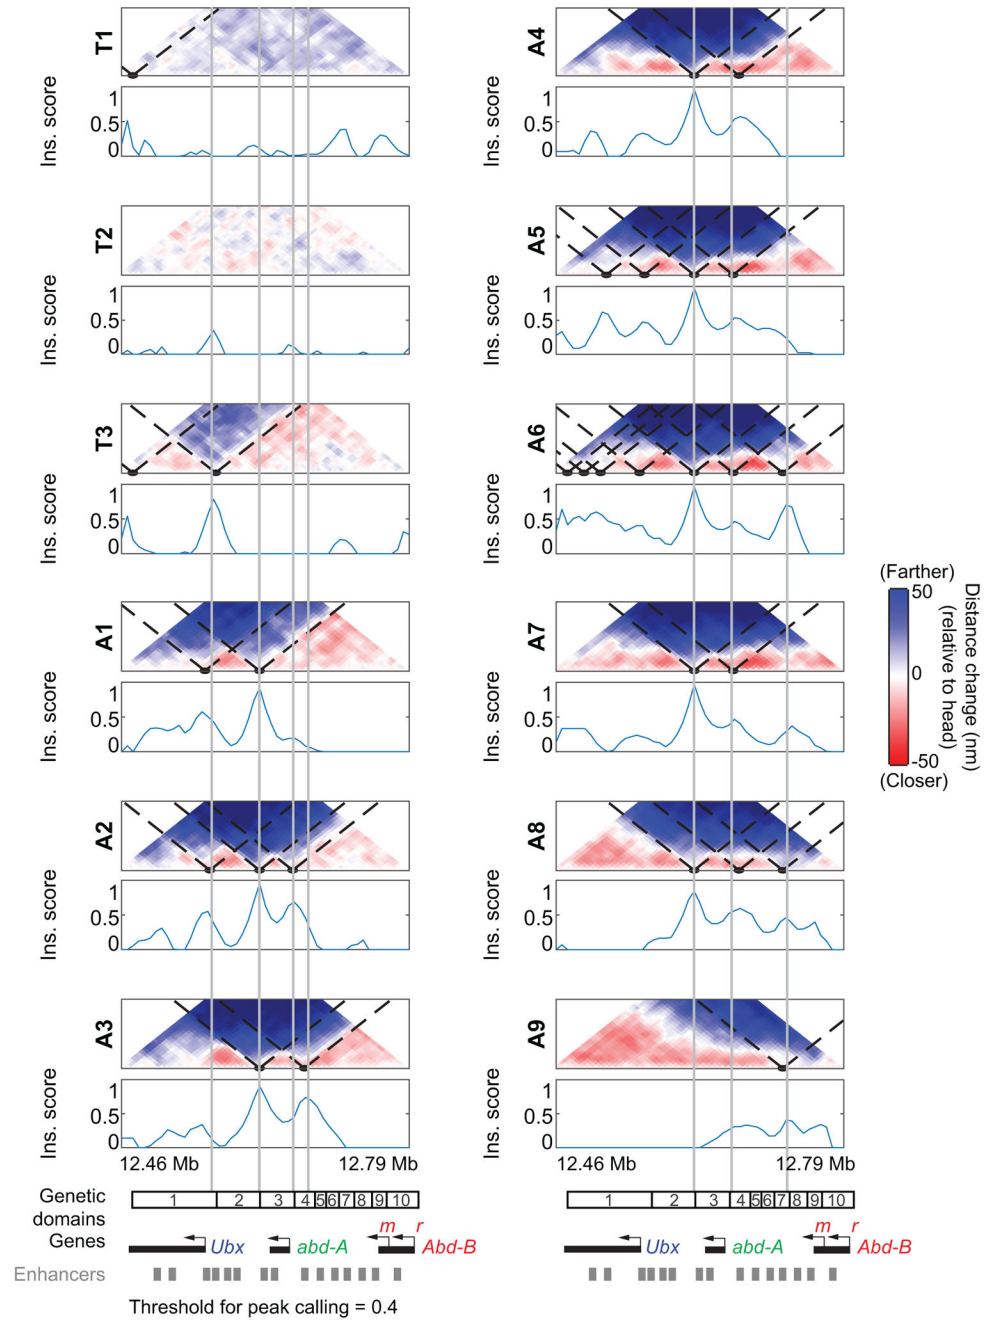 T1
Ins. score
1
0.5
0
T2
Ins. score
1
0.5
0
T3
Ins. score
1
0.5
0
A1
Ins. score
1
0.5
0
A2
Ins. score
1
0.5
0
A3
Ins. score
1
0.5
0
12.46 Mb 12.79 Mb
A4
Ins. score
1
0.5
0
A5
Ins. score
1
0.5
0
A6
Ins. score
1
0.5
0
A7
Ins. score
1
0.5
0
A8
Ins. score
1
0.5
0
A9
Ins. score
1
0.5
0
12.46 Mb 12.79 Mb
(Farther)
50
0
-50
(Closer)
Distance change (nm)
(relative to head)
Genetic
domains
1 2 3 4 5 6 7 8 9 10
1 2 3 4 5 6 7 8 9 10
m r
m r
Genes
Ubx abd-A Abd-B
Ubx abd-A Abd-B
Enhancers
Threshold for peak calling = 0.4